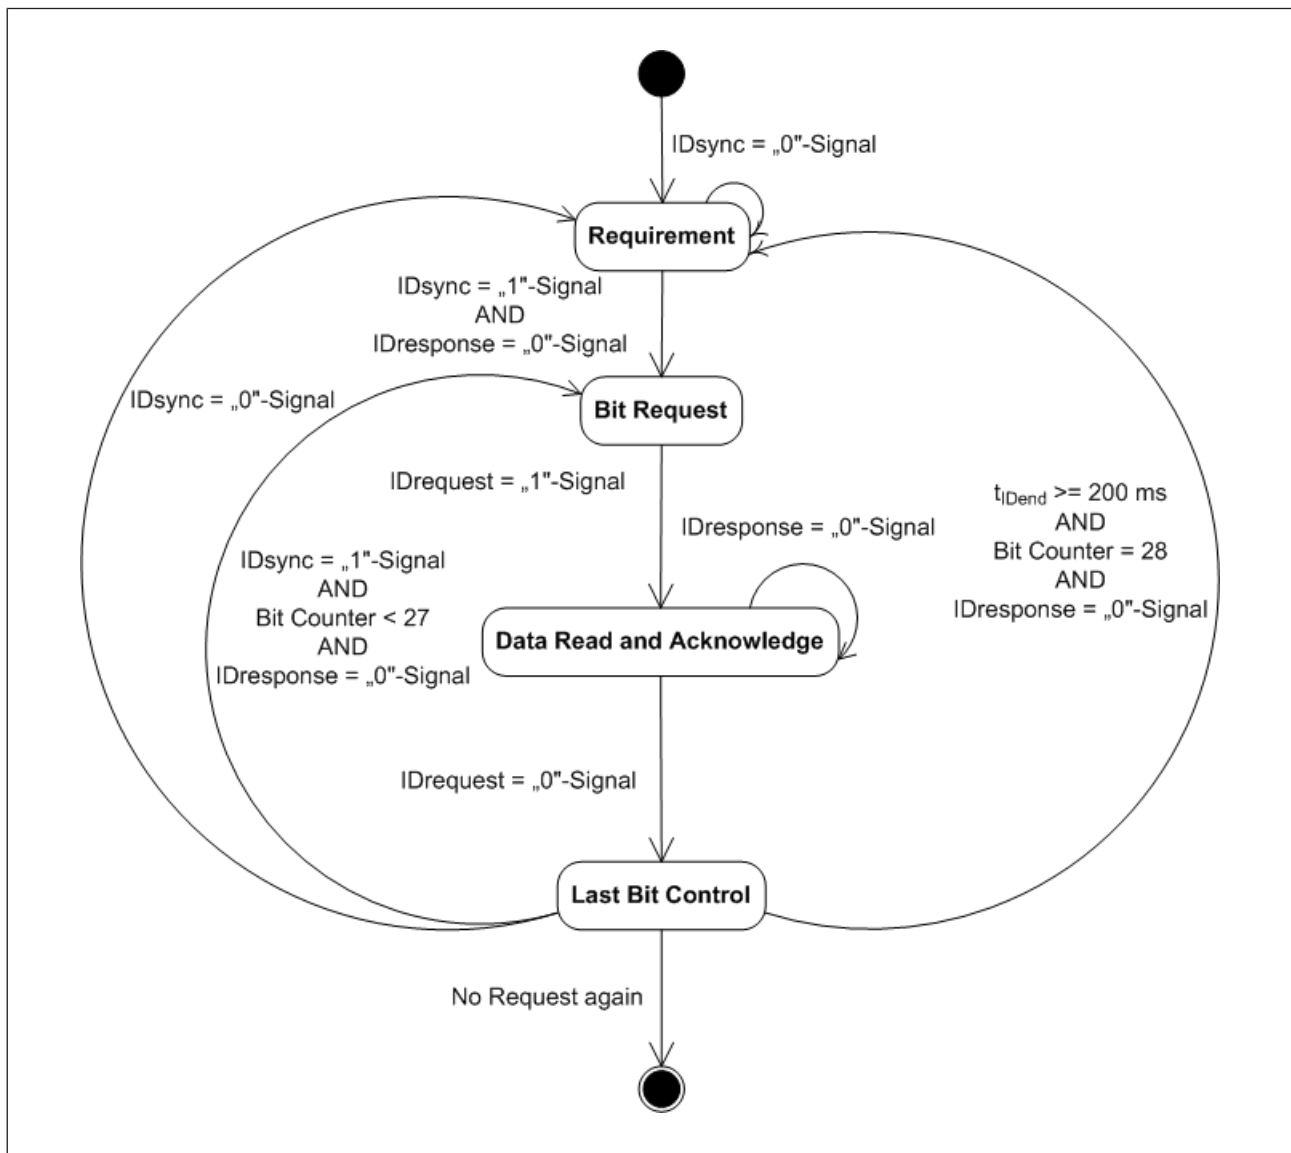 IDsync = „0"-Signal
Requirement
IDsync = „1"-Signal
AND
IDresponse = „0"-Signal
IDsync = „0"-Signal
Bit Request
IDrequest = „1"-Signal
tIDend >= 200 ms
AND
Bit Counter = 28
AND
IDresponse = „0"-Signal
IDresponse = „0"-Signal
IDsync = „1"-Signal
AND
Bit Counter < 27
AND
IDresponse = „0"-Signal
Data Read and Acknowledge
IDrequest = „0"-Signal
Last Bit Control
No Request again